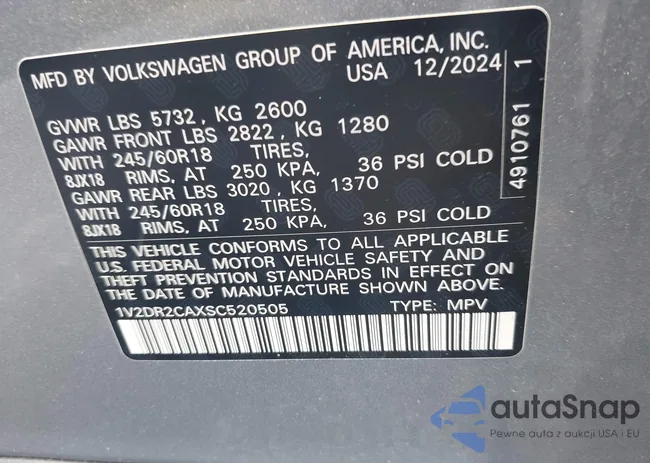 MFD BY VOLKSWAGEN GROUP OF AMERICA, INC.
USA 12/2024
GVWR LBS 5732 , KG 2600
GAWR FRONT LBS 2822 , KG 1280
WITH 245/60R18 TIRES,
8JX18 RIMS, AT 250 KPA, 36 PSI COLD
GAWR REAR LBS 3020 , KG 1370
WITH 245/60R18 TIRES,
8JX18 RIMS, AT 250 KPA, 36 PSI COLD
THIS VEHICLE CONFORMS TO ALL APPLICABLE
U.S. FEDERAL MOTOR VEHICLE SAFETY AND
THEFT PREVENTION STANDARDS IN EFFECT ON
THE DATE OF MANUFACTURE SHOWN ABOVE.
1V2DR2CAXSC520505 TYPE: MPV
4910761 1
autaSnap
Pewne auta z aukcji USA i EU